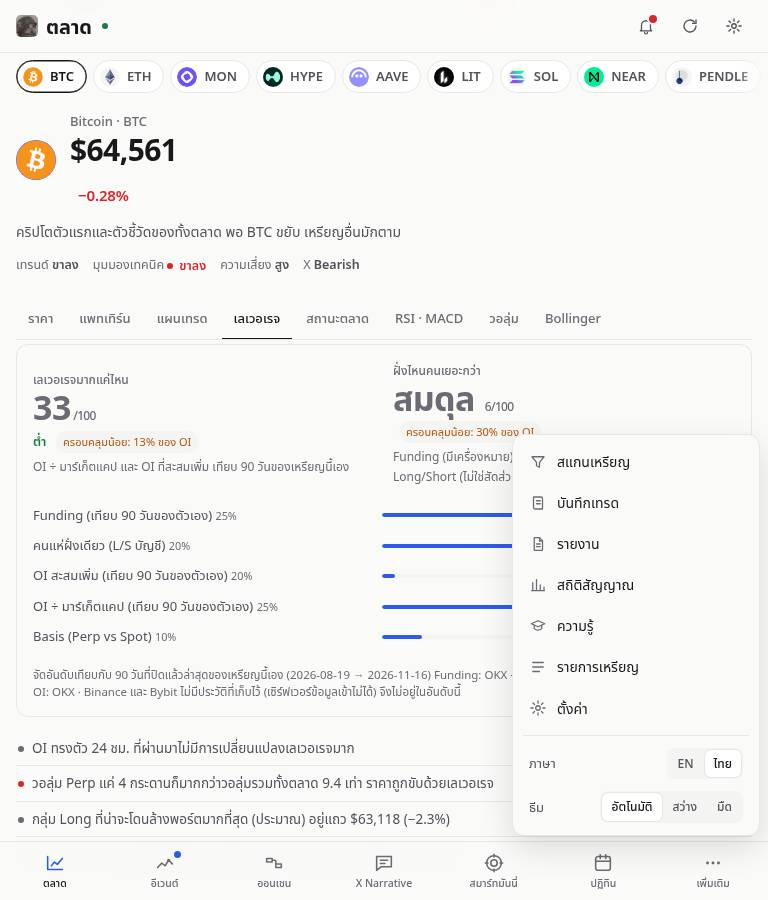 ตลาด
BTC ETH MON HYPE AAVE LIT SOL NEAR PENDLE
Bitcoin · BTC
$64,561
−0.28%
คริปโตตัวแรกและตัวชี้วัดของทั้งตลาด พอ BTC ขยับ เหรียญอื่นมักตาม
เทรนด์ ขาลง มุมมองเทคนิค ขาลง ความเสี่ยง สูง X Bearish
ราคา แพทเทิร์น แผนเทรด เลเวอเรจ สถานะตลาด RSI · MACD วอลุ่ม Bollinger
เลเวอเรจมากแค่ไหน
33 /100
ต่ำ ครอบคลุมน้อย: 13% ของ OI
OI ÷ มาร์เก็ตแคป และ OI ที่สะสมเพิ่ม เทียบ 90 วันของเหรียญนี้เอง
ฝั่งไหนคนเยอะกว่า
สมดุล 6/100
ครอบคลุมน้อย: 30% ของ OI
Funding (มีเครื่องหมาย)
Long/Short (ไม่ใช่สัดส่ว
Funding (เทียบ 90 วันของตัวเอง) 25%
คนแห่ฝั่งเดียว (L/S บัญชี) 20%
OI สะสมเพิ่ม (เทียบ 90 วันของตัวเอง) 20%
OI ÷ มาร์เก็ตแคป (เทียบ 90 วันของตัวเอง) 25%
Basis (Perp vs Spot) 10%
จัดอันดับเทียบกับ 90 วันที่ปิดแล้วล่าสุดของเหรียญนี้เอง (2026-08-19 → 2026-11-16) Funding: OKX ·
OI: OKX · Binance และ Bybit ไม่มีประวัติที่เก็บไว้ (เซิร์ฟเวอร์ข้อมูลเข้าไม่ได้) จึงไม่อยู่ในอันดับนี้
OI ทรงตัว 24 ชม. ที่ผ่านมาไม่มีการเปลี่ยนแปลงเลเวอเรจมาก
วอลุ่ม Perp แค่ 4 กระดานก็มากกว่าวอลุ่มรวมทั้งตลาด 9.4 เท่า ราคาถูกขับด้วยเลเวอเรจ
กลุ่ม Long ที่น่าจะโดนล้างพอร์ตมากที่สุด (ประมาณ) อยู่แถว $63,118 (−2.3%)
สแกนเหรียญ
บันทึกเทรด
รายงาน
สถิติสัญญาณ
ความรู้
รายการเหรียญ
ตั้งค่า
ภาษา EN ไทย
ธีม อัตโนมัติ สว่าง มืด
ตลาด อีเวนต์ ออนเชน X Narrative สมาร์ทมันนี่ ปฏิทิน เพิ่มเติม